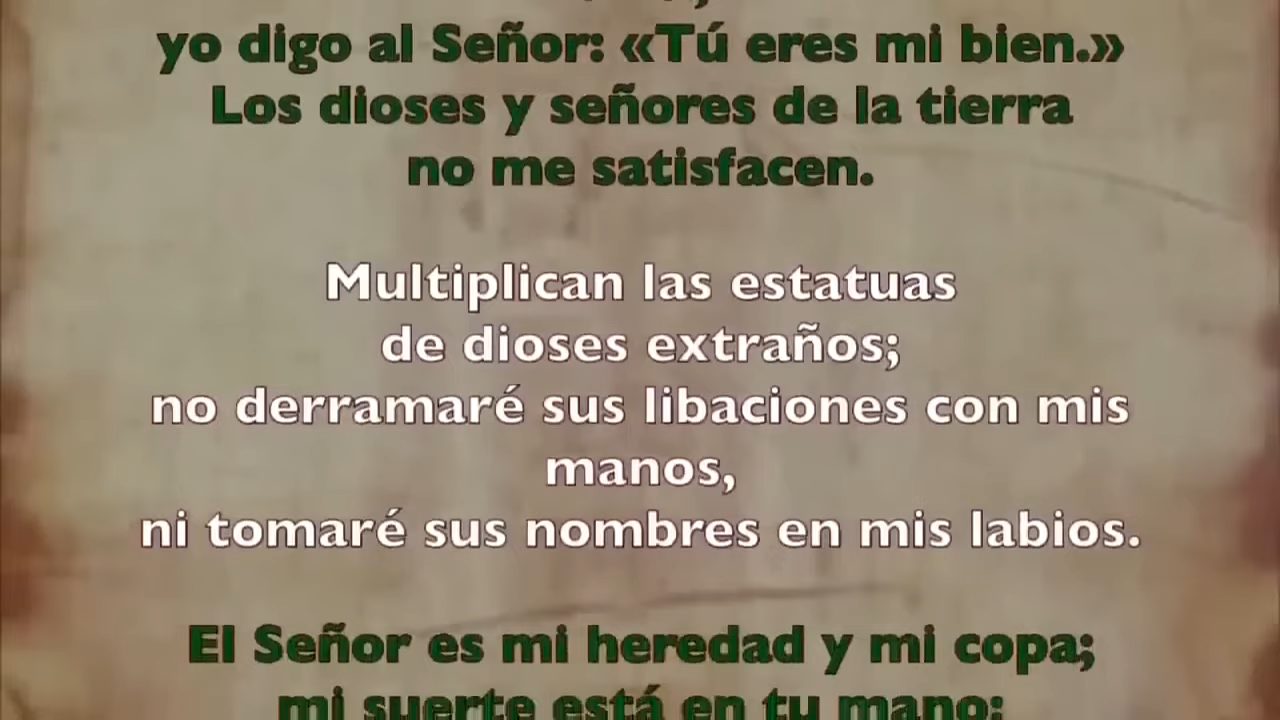 yo digo al Señor: «Tú eres mi bien.»
Los dioses y señores de la tierra
no me satisfacen.
Multiplican las estatuas
de dioses extraños;
no derramaré sus libaciones con mis
manos,
ni tomaré sus nombres en mis labios.
El Señor es mi heredad y mi copa;
mi suerte está en tu mano: